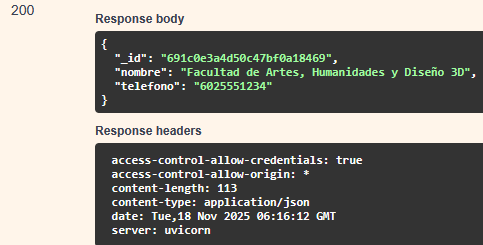 200
Response body
{
  "_id": "691c0e3a4d50c47bf0a18469",
  "nombre": "Facultad de Artes, Humanidades y Diseño 3D",
  "telefono": "6025551234"
}
Response headers
access-control-allow-credentials: true
access-control-allow-origin: *
content-length: 113
content-type: application/json
date: Tue,18 Nov 2025 06:16:12 GMT
server: uvicorn